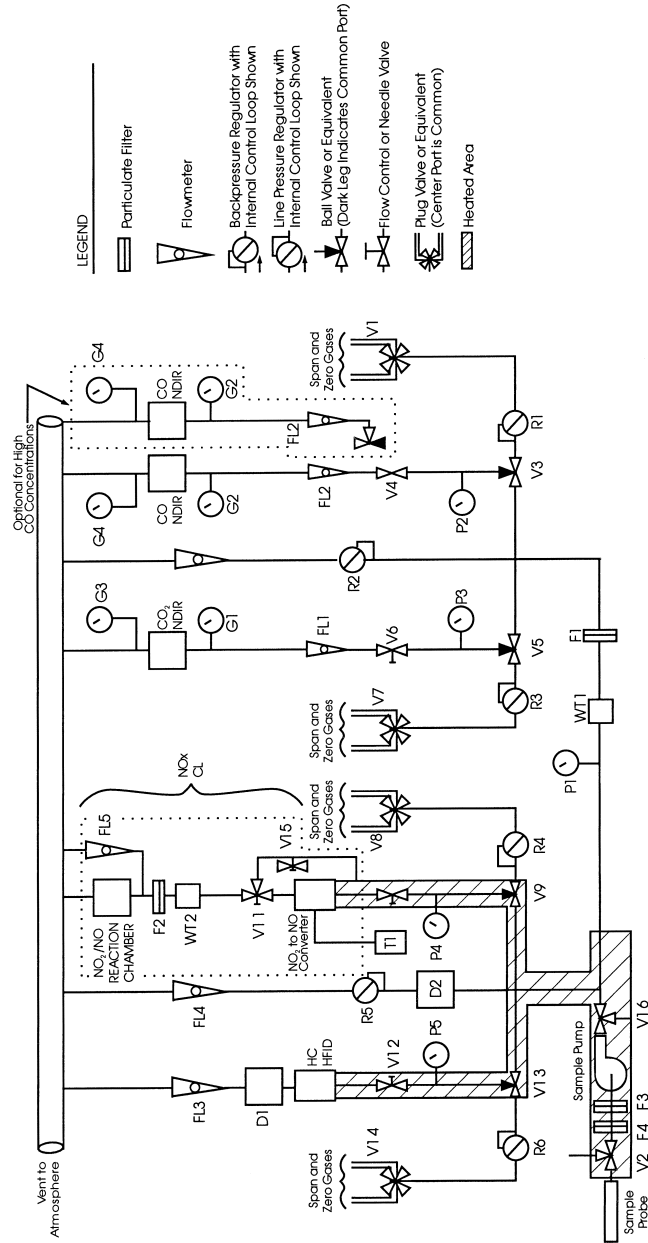 Vent to
Atmosphere
Optional for High
CO Concentrations
NOx
CL
G3
G4
G4
FL5
NO2/NO
REACTION
CHAMBER
CO2
NDIR
CO
NDIR
CO
NDIR
G1
G2
G2
F2
WT2
FL3
FL4
FL1
FL2
FL2
D1
V11
V15
Span and
Zero Gases
Span and
Zero Gases
Span and
Zero Gases
Span and
Zero Gases
HC
HFID
NO2 to NO
Converter
R5
R2
V14
V12
T1
V8
V7
V6
V4
V1
P5
D2
P4
P3
P2
R6
V13
V9
R4
R3
V5
V3
R1
Sample Pump
P1
WT1
F1
Sample
Probe
V2
F4
F3
V16
LEGEND
Particulate Filter
Flowmeter
Backpressure Regulator with
Internal Control Loop Shown
Line Pressure Regulator with
Internal Control Loop Shown
Ball Valve or Equivalent
(Dark Leg Indicates Common Port)
Flow Control or Needle Valve
Plug Valve or Equivalent
(Center Port is Common)
Heated Area